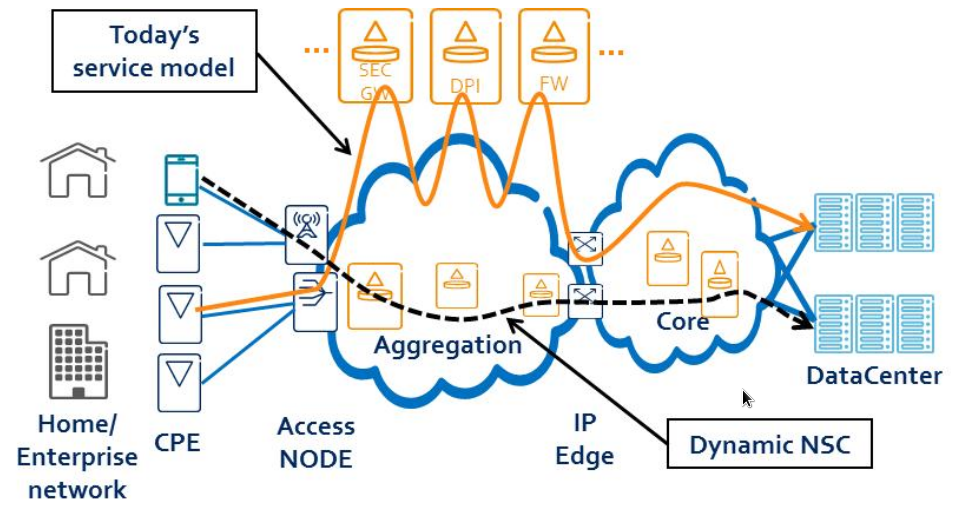 Today's
service model
...
SEC
GW
DPI
FW
...
Aggregation
Core
DataCenter
Home/
Enterprise
network
CPE
Access
NODE
IP
Edge
Dynamic NSC